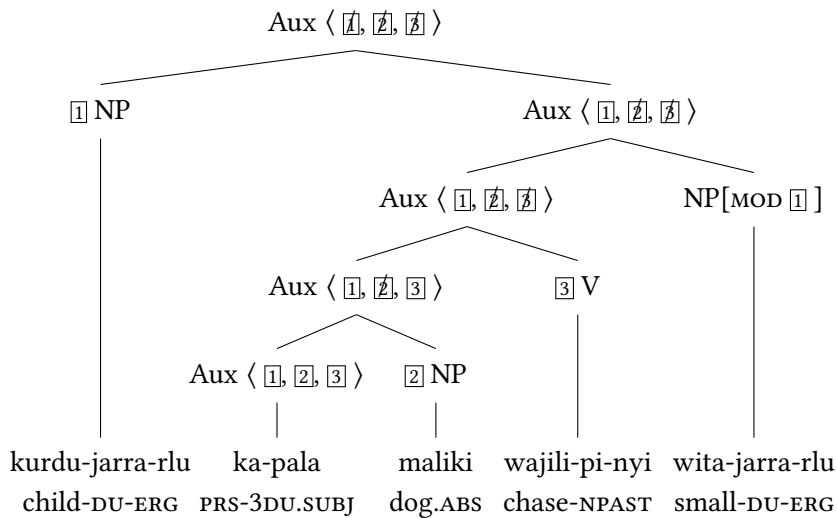 Aux ⟨ 1̸, 2̸, 3̸ ⟩
1 NP Aux ⟨ 1, 2̸, 3̸ ⟩
Aux ⟨ 1, 2̸, 3̸ ⟩ NP[MOD 1 ]
Aux ⟨ 1, 2̸, 3 ⟩ 3 V
Aux ⟨ 1, 2, 3 ⟩ 2 NP
kurdu-jarra-rlu ka-pala maliki wajili-pi-nyi wita-jarra-rlu
child-DU-ERG PRS-3DU.SUBJ dog.ABS chase-NPAST small-DU-ERG